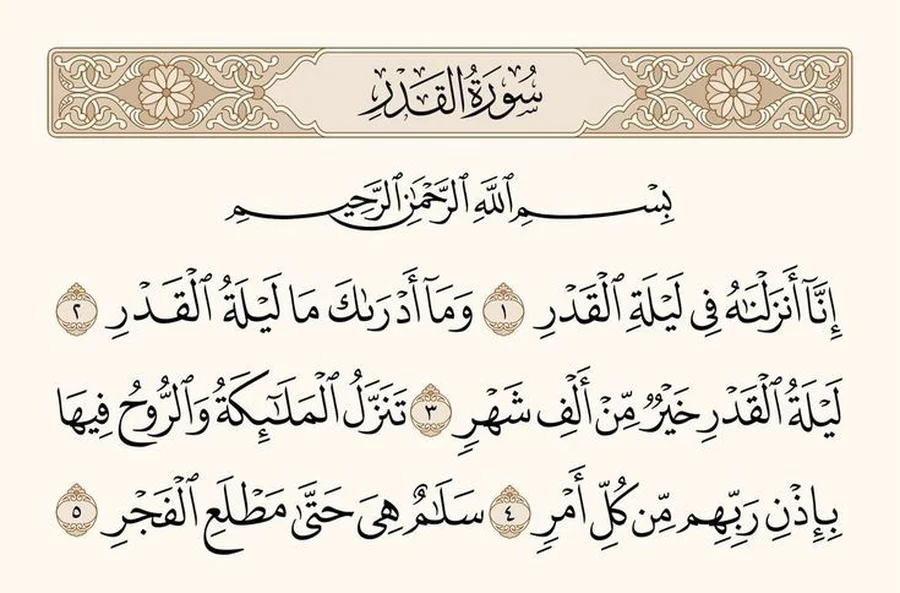 سُورَةُ القَدْرِ
بِسْمِ ٱللَّهِ ٱلرَّحْمَٰنِ ٱلرَّحِيمِ
إِنَّآ أَنزَلْنَٰهُ فِى لَيْلَةِ ٱلْقَدْرِ ١ وَمَآ أَدْرَىٰكَ مَا لَيْلَةُ ٱلْقَدْرِ ٢
لَيْلَةُ ٱلْقَدْرِ خَيْرٌ مِّنْ أَلْفِ شَهْرٍ ٣ تَنَزَّلُ ٱلْمَلَٰٓئِكَةُ وَٱلرُّوحُ فِيهَا
بِإِذْنِ رَبِّهِم مِّن كُلِّ أَمْرٍ ٤ سَلَٰمٌ هِىَ حَتَّىٰ مَطْلَعِ ٱلْفَجْرِ ٥